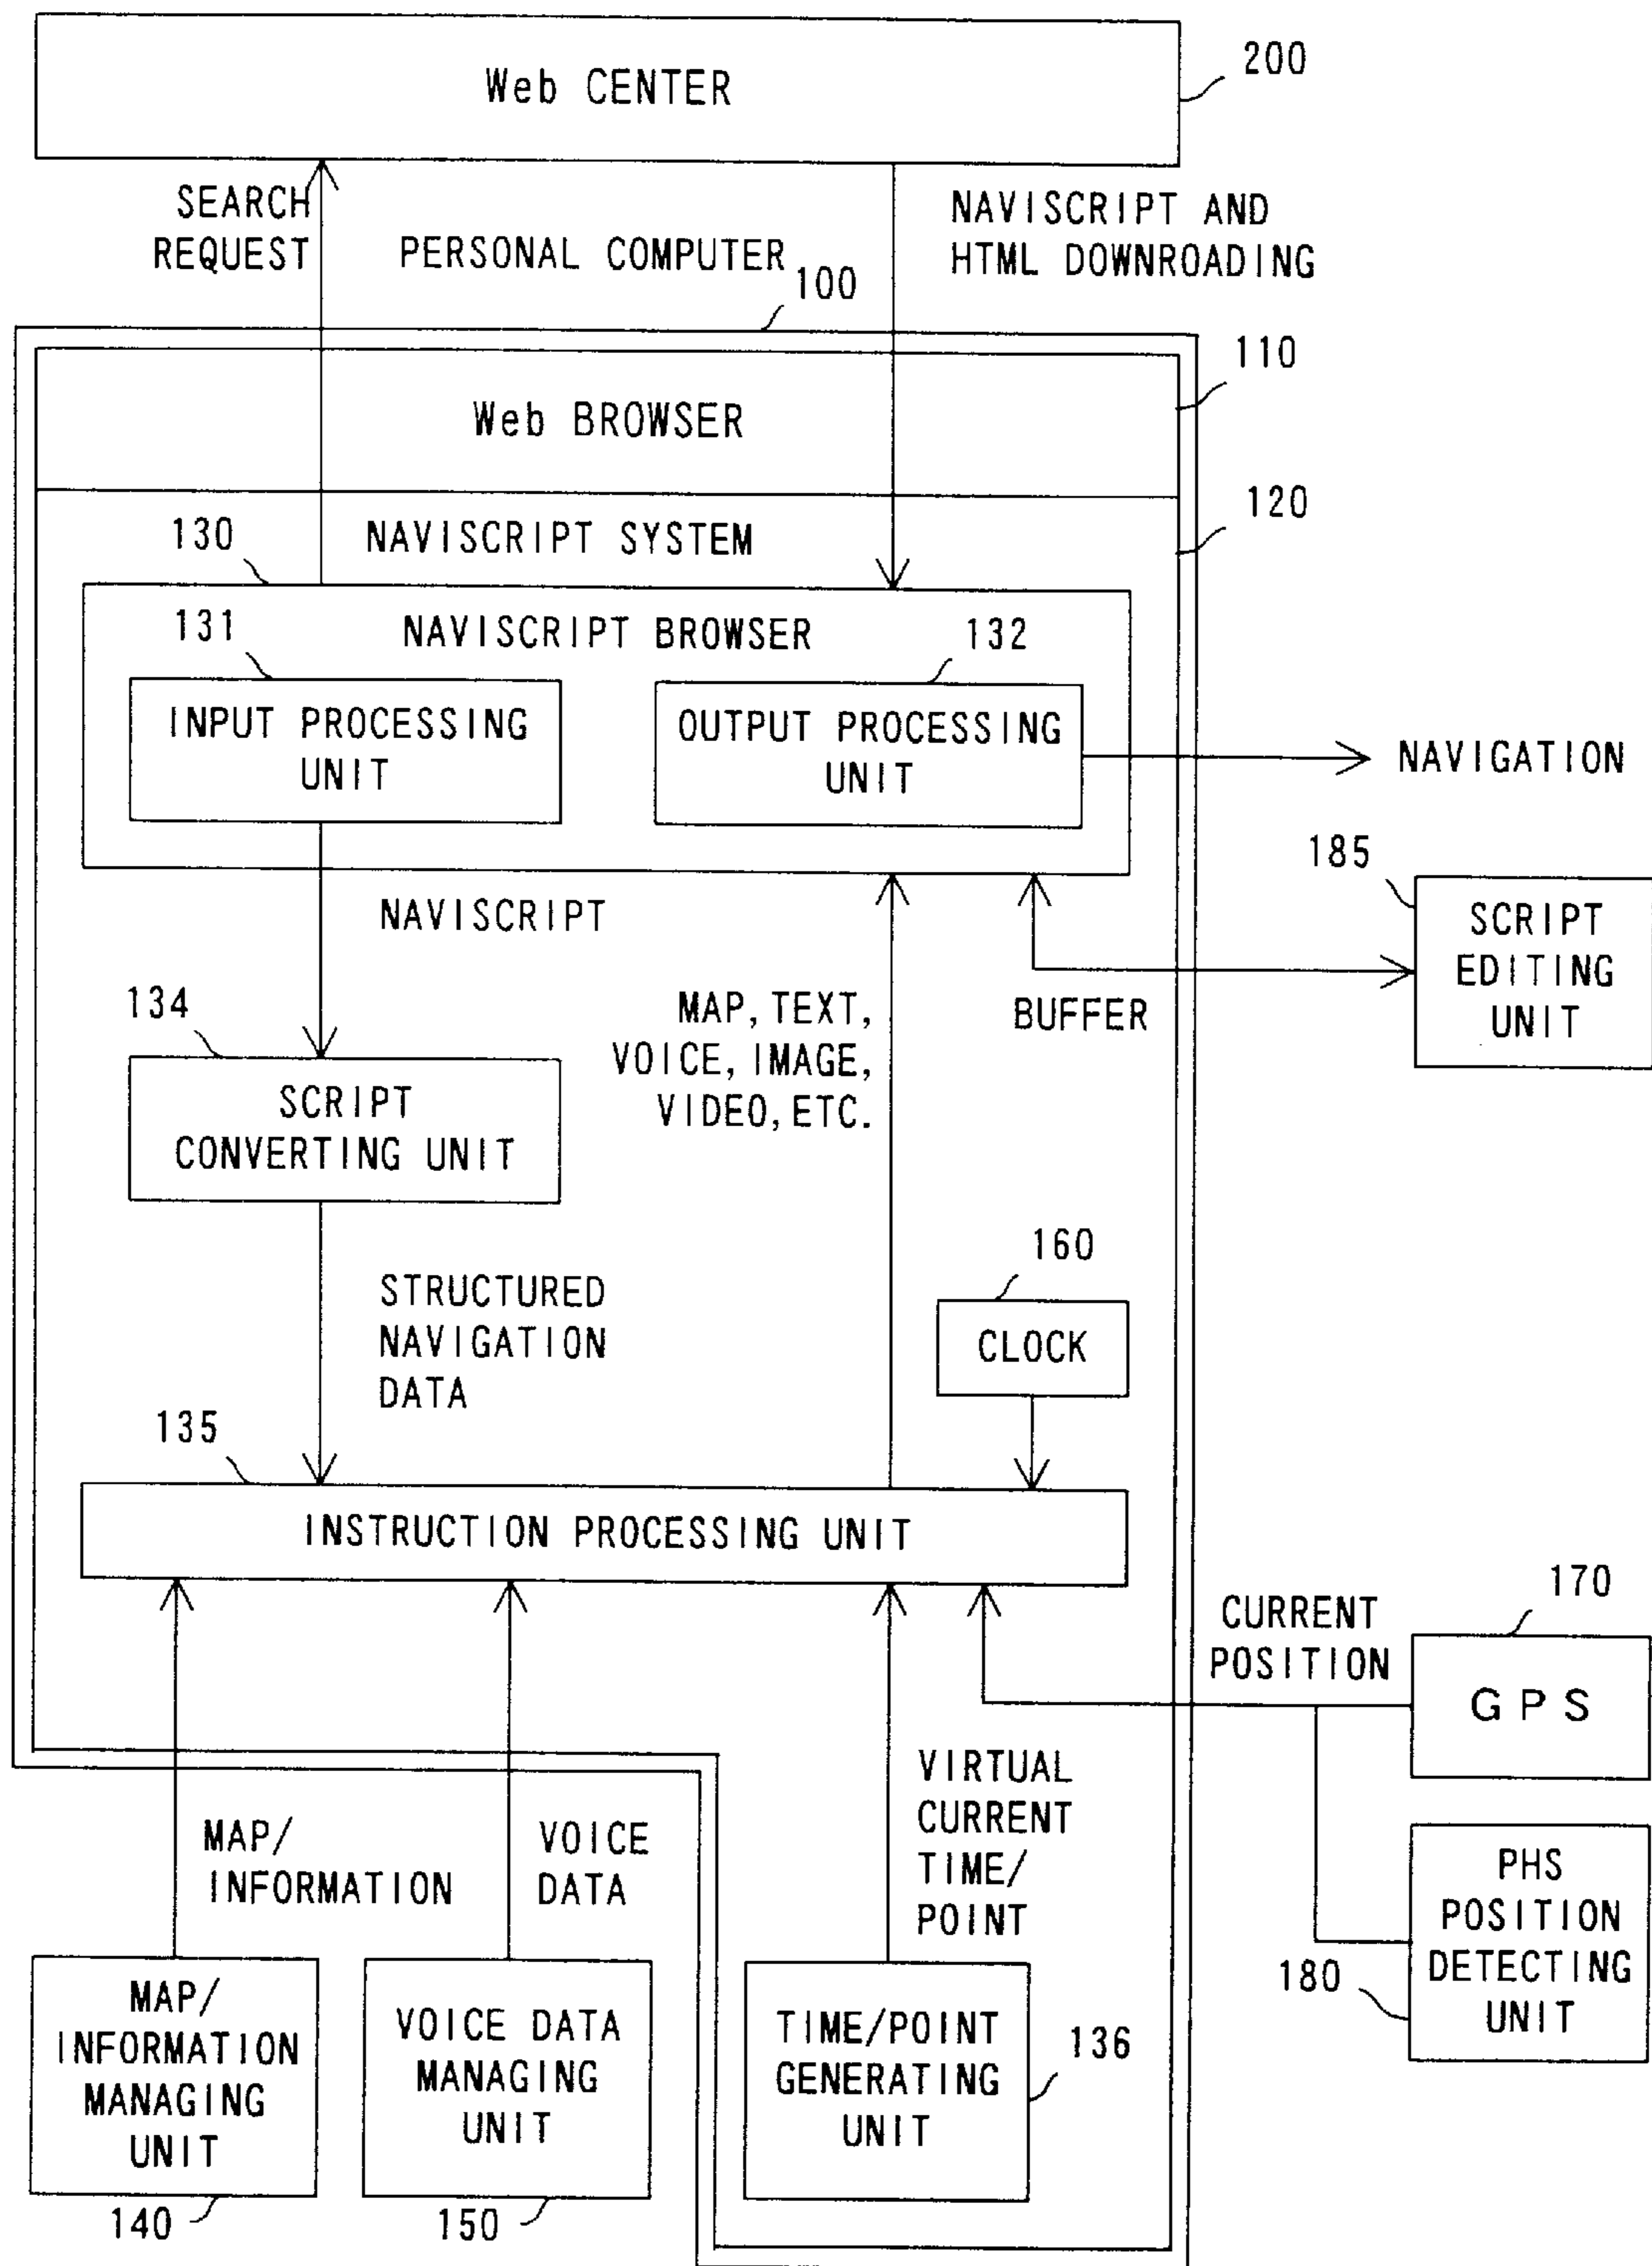 Web CENTER
200
SEARCH
REQUEST
PERSONAL COMPUTER
100
NAVISCRIPT AND
HTML DOWNROADING
110
Web BROWSER
120
130
NAVISCRIPT SYSTEM
131
NAVISCRIPT BROWSER
132
INPUT PROCESSING
UNIT
OUTPUT PROCESSING
UNIT
NAVIGATION
185
SCRIPT
EDITING
UNIT
NAVISCRIPT
134
MAP, TEXT,
VOICE, IMAGE,
VIDEO, ETC.
BUFFER
SCRIPT
CONVERTING UNIT
160
CLOCK
STRUCTURED
NAVIGATION
DATA
135
INSTRUCTION PROCESSING UNIT
170
CURRENT
POSITION
GPS
MAP/
INFORMATION
VOICE
DATA
VIRTUAL
CURRENT
TIME/
POINT
PHS
POSITION
DETECTING
UNIT
180
MAP/
INFORMATION
MANAGING
UNIT
140
VOICE DATA
MANAGING
UNIT
150
TIME/POINT
GENERATING
UNIT
136